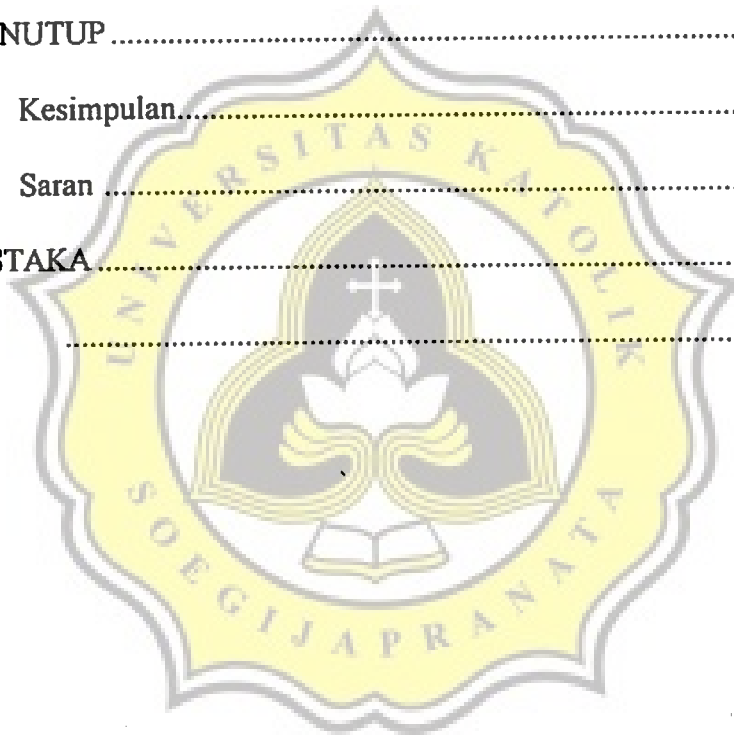 NUTUP ........................................................
Kesimpulan........................................................
Saran ........................................................
STAKA ........................................................
........................................................
UNIVERSITAS KATOLIK
SOEGIJAPRANATA